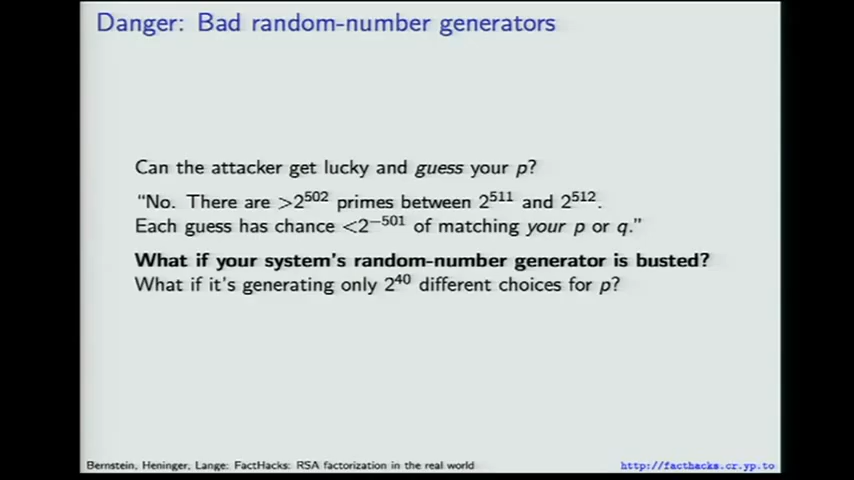 Danger: Bad random-number generators
Can the attacker get lucky and guess your p?
“No. There are >2^502 primes between 2^511 and 2^512.
Each guess has chance <2^−501 of matching your p or q.”
What if your system’s random-number generator is busted?
What if it’s generating only 2^40 different choices for p?
Bernstein, Heninger, Lange: FactHacks: RSA factorization in the real world
http://facthacks.cr.yp.to